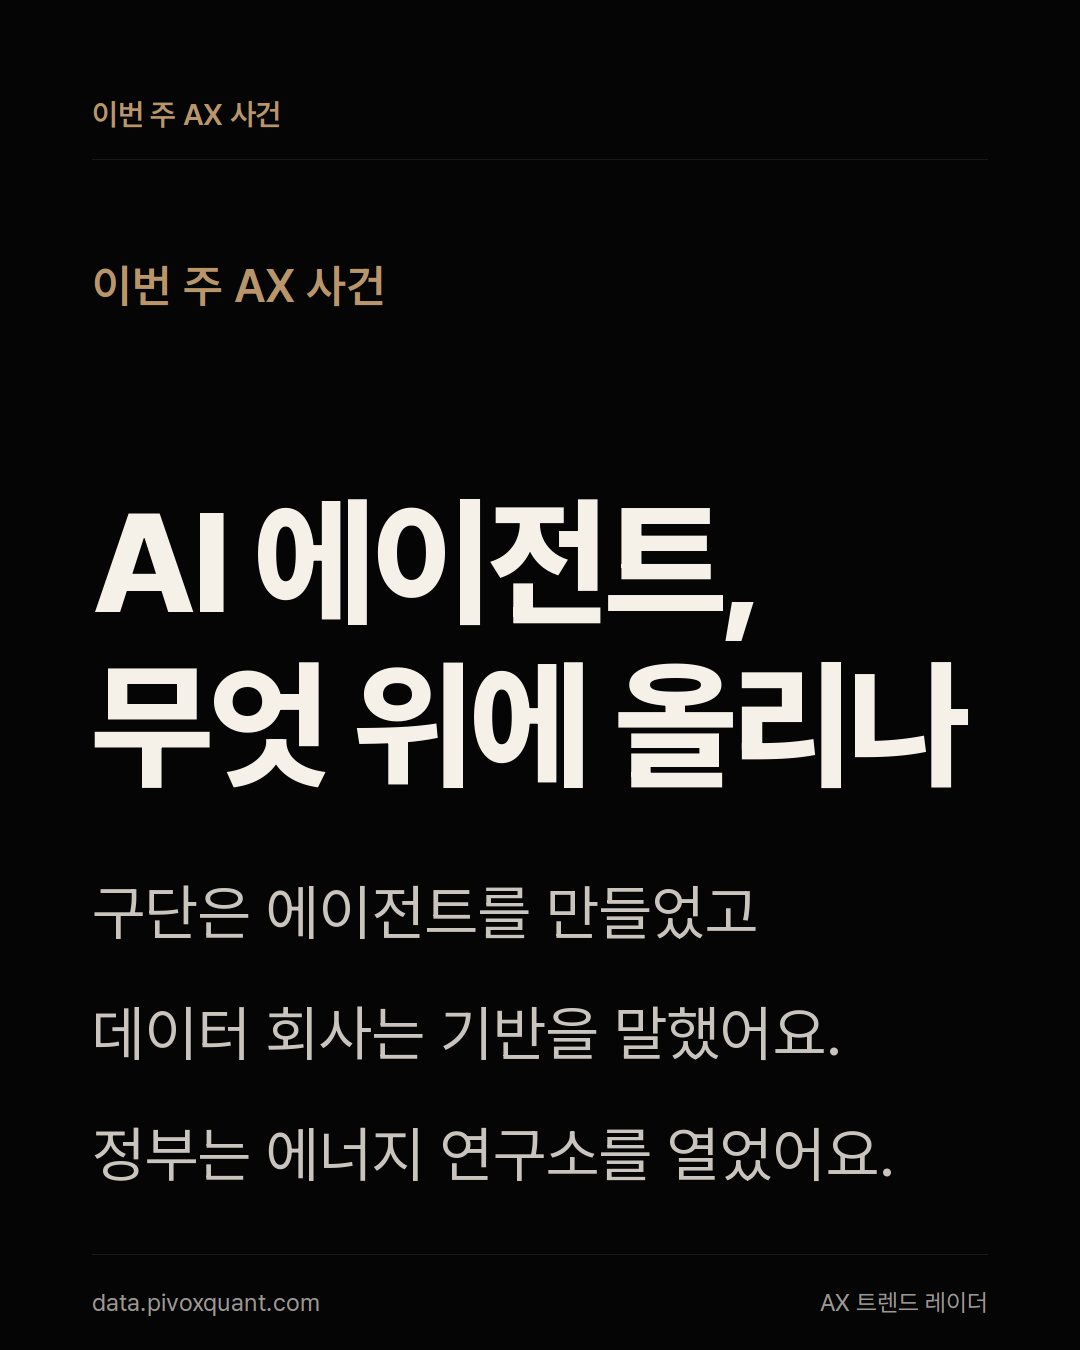 이번 주 AX 사건
이번 주 AX 사건
AI 에이전트,
무엇 위에 올리나
구단은 에이전트를 만들었고
데이터 회사는 기반을 말했어요.
정부는 에너지 연구소를 열었어요.
data.pivoxquant.com
AX 트렌드 레이더